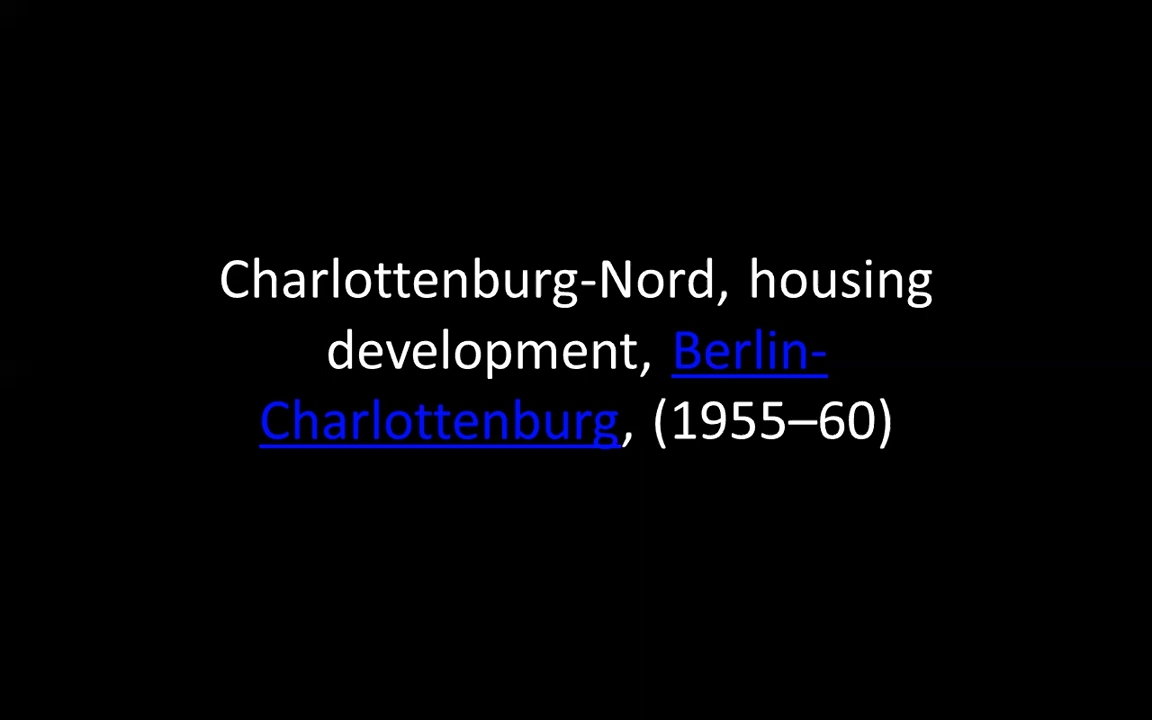 Charlottenburg-Nord, housing
development, Berlin-
Charlottenburg, (1955–60)